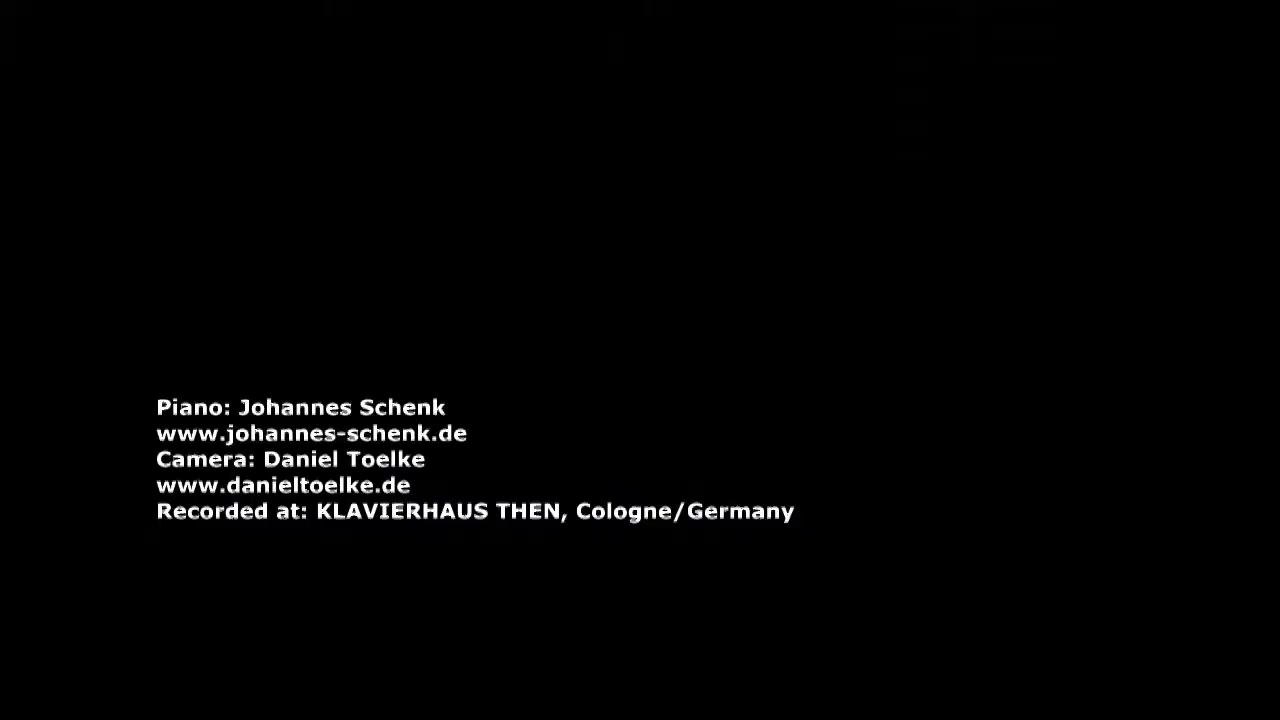 Piano: Johannes Schenk
www.johannes-schenk.de
Camera: Daniel Toelke
www.danieltoelke.de
Recorded at: KLAVIERHAUS THEN, Cologne/Germany